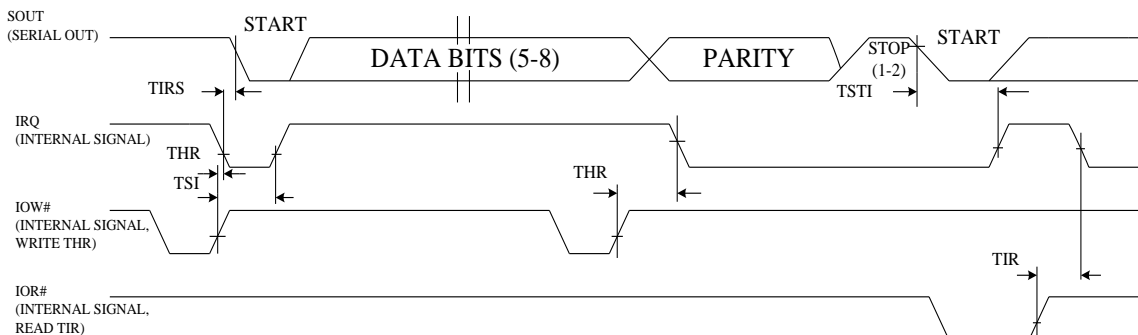 SOUT
(SERIAL OUT)
START
DATA BITS (5-8)
PARITY
STOP
(1-2)
START
TIRS
TSTI
IRQ
(INTERNAL SIGNAL)
THR
TSI
THR
IOW#
(INTERNAL SIGNAL,
WRITE THR)
TIR
IOR#
(INTERNAL SIGNAL,
READ TIR)